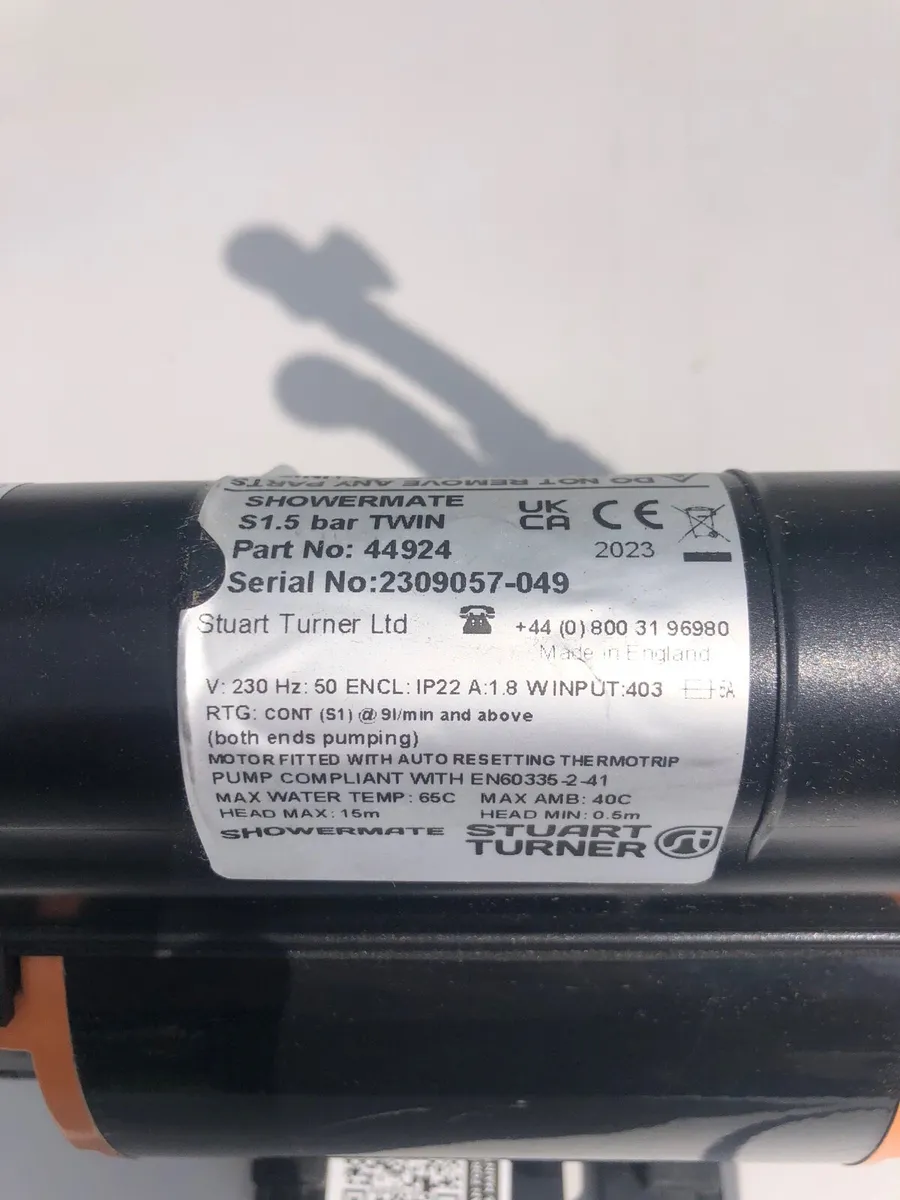 DO NOT REMOVE ANY PARTS
SHOWERMATE
S1.5 bar TWIN
UK
CA
CE
Part No: 44924
2023
Serial No:2309057-049
Stuart Turner Ltd
+44 (0) 800 31 96980
Made in England
V: 230 Hz: 50 ENCL: IP22 A:1.8 W INPUT:403 5A
RTG: CONT (S1) @ 9l/min and above
(both ends pumping)
MOTOR FITTED WITH AUTO RESETTING THERMOTRIP
PUMP COMPLIANT WITH EN60335-2-41
MAX WATER TEMP: 65C MAX AMB: 40C
HEAD MAX: 15m HEAD MIN: 0.5m
SHOWERMATE
STUART
TURNER